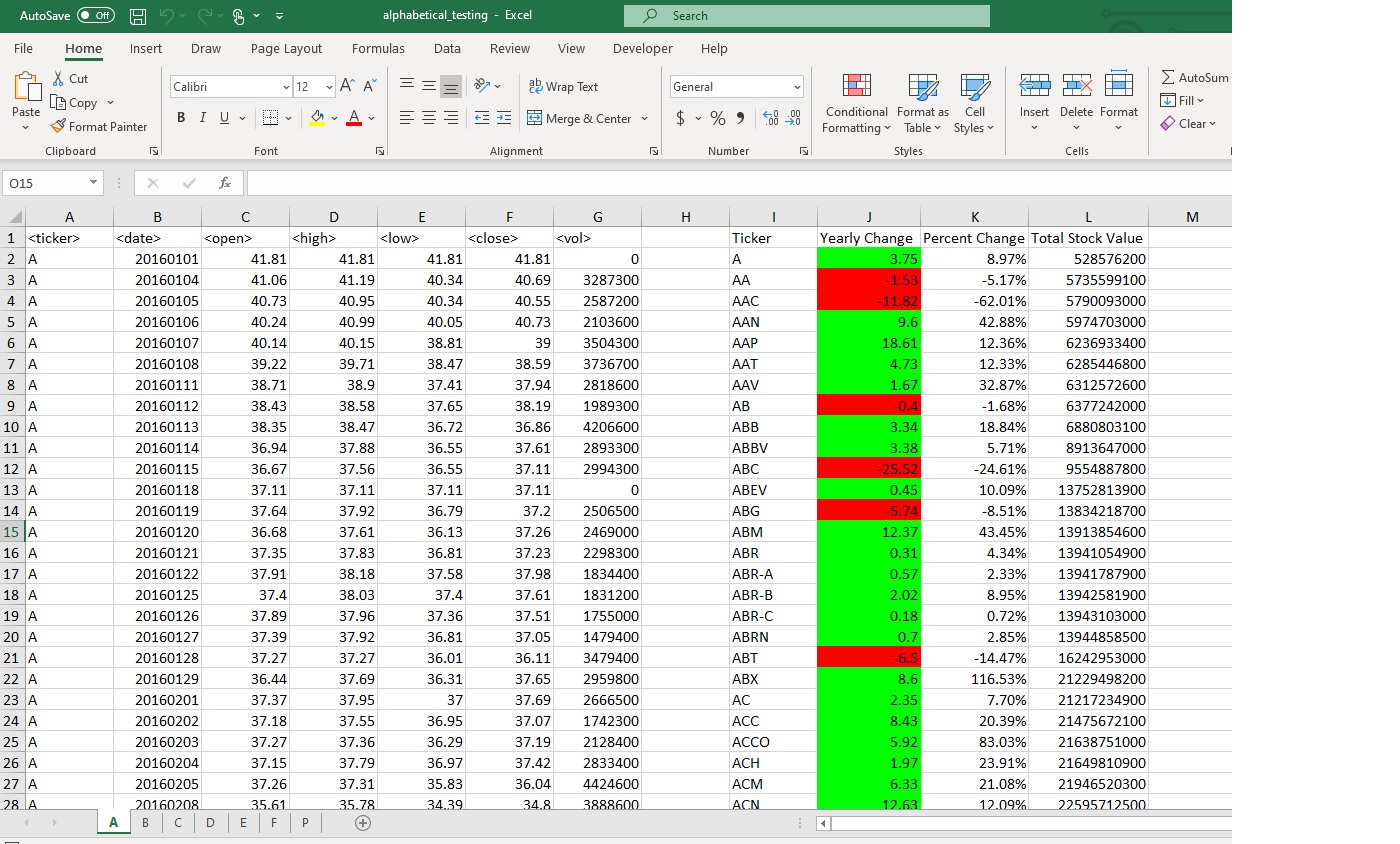 AutoSave Off alphabetical_testing - Excel Search
File Home Insert Draw Page Layout Formulas Data Review View Developer Help
Paste Cut Copy Format Painter Calibri 12 Wrap Text Merge & Center General Conditional Formatting Format as Table Cell Styles Insert Delete Format AutoSum Fill Clear
Clipboard Font Alignment Number Styles Cells
O15 fx
A B C D E F G H I J K L M
1 <ticker> <date> <open> <high> <low> <close> <vol> Ticker Yearly Change Percent Change Total Stock Value
2 A 20160101 41.81 41.81 41.81 41.81 0 A 3.75 8.97% 528576200
3 A 20160104 41.06 41.19 40.34 40.69 3287300 AA -1.53 -5.17% 5735599100
4 A 20160105 40.73 40.95 40.34 40.55 2587200 AAC -11.82 -62.01% 5790093000
5 A 20160106 40.24 40.99 40.05 40.73 2103600 AAN 9.6 42.88% 5974703000
6 A 20160107 40.14 40.15 38.81 39 3504300 AAP 18.61 12.36% 6236933400
7 A 20160108 39.22 39.71 38.47 38.59 3736700 AAT 4.73 12.33% 6285446800
8 A 20160111 38.71 38.9 37.41 37.94 2818600 AAV 1.67 32.87% 6312572600
9 A 20160112 38.43 38.58 37.65 38.19 1989300 AB -0.4 -1.68% 6377242000
10 A 20160113 38.35 38.47 36.72 36.86 4206600 ABB 3.34 18.84% 6880803100
11 A 20160114 36.94 37.88 36.55 37.61 2893300 ABBV 3.38 5.71% 8913647000
12 A 20160115 36.67 37.56 36.55 37.11 2994300 ABC -25.52 -24.61% 9554887800
13 A 20160118 37.11 37.11 37.11 37.11 0 ABEV 0.45 10.09% 13752813900
14 A 20160119 37.64 37.92 36.79 37.2 2506500 ABG -5.74 -8.51% 13834218700
15 A 20160120 36.68 37.61 36.13 37.26 2469000 ABM 12.37 43.45% 13913854600
16 A 20160121 37.35 37.83 36.81 37.23 2298300 ABR 0.31 4.34% 13941054900
17 A 20160122 37.91 38.18 37.58 37.98 1834400 ABR-A 0.57 2.33% 13941787900
18 A 20160125 37.4 38.03 37.4 37.61 1831200 ABR-B 2.02 8.95% 13942581900
19 A 20160126 37.89 37.96 37.36 37.51 1755000 ABR-C 0.18 0.72% 13943103000
20 A 20160127 37.39 37.92 36.81 37.05 1479400 ABRN 0.7 2.85% 13944858500
21 A 20160128 37.27 37.27 36.01 36.11 3479400 ABT -6.5 -14.47% 16242953000
22 A 20160129 36.44 37.69 36.31 37.65 2959800 ABX 8.6 116.53% 21229498200
23 A 20160201 37.37 37.95 37 37.69 2666500 AC 2.35 7.70% 21217234900
24 A 20160202 37.18 37.55 36.95 37.07 1742300 ACC 8.43 20.39% 21475672100
25 A 20160203 37.27 37.36 36.29 37.19 2128400 ACCO 5.92 83.03% 21638751000
26 A 20160204 37.15 37.79 36.97 37.42 2833400 ACH 1.97 23.91% 21649810900
27 A 20160205 37.26 37.31 35.83 36.04 4424600 ACM 6.33 21.08% 21946520300
28 A 20160208 35.61 35.78 34.39 34.8 3888600 ACN 12.63 12.09% 22595712500
A B C D E F P